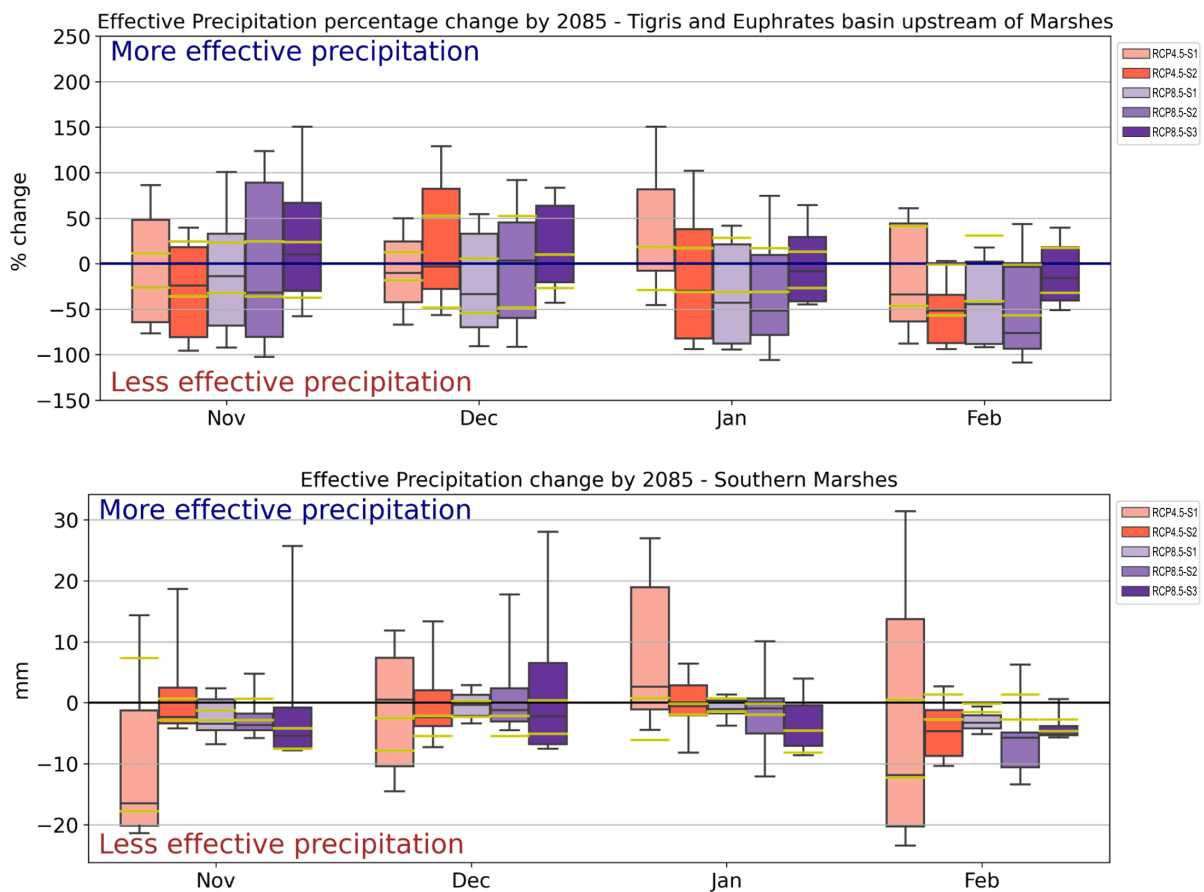 Effective Precipitation percentage change by 2085 - Tigris and Euphrates basin upstream of Marshes
250
More effective precipitation
200
150
100
50
0
−50
−100
−150
% change
Less effective precipitation
Nov Dec Jan Feb
RCP4.5-S1
RCP4.5-S2
RCP8.5-S1
RCP8.5-S2
RCP8.5-S3
Effective Precipitation change by 2085 - Southern Marshes
More effective precipitation
30
20
10
0
−10
−20
mm
Less effective precipitation
Nov Dec Jan Feb
RCP4.5-S1
RCP4.5-S2
RCP8.5-S1
RCP8.5-S2
RCP8.5-S3